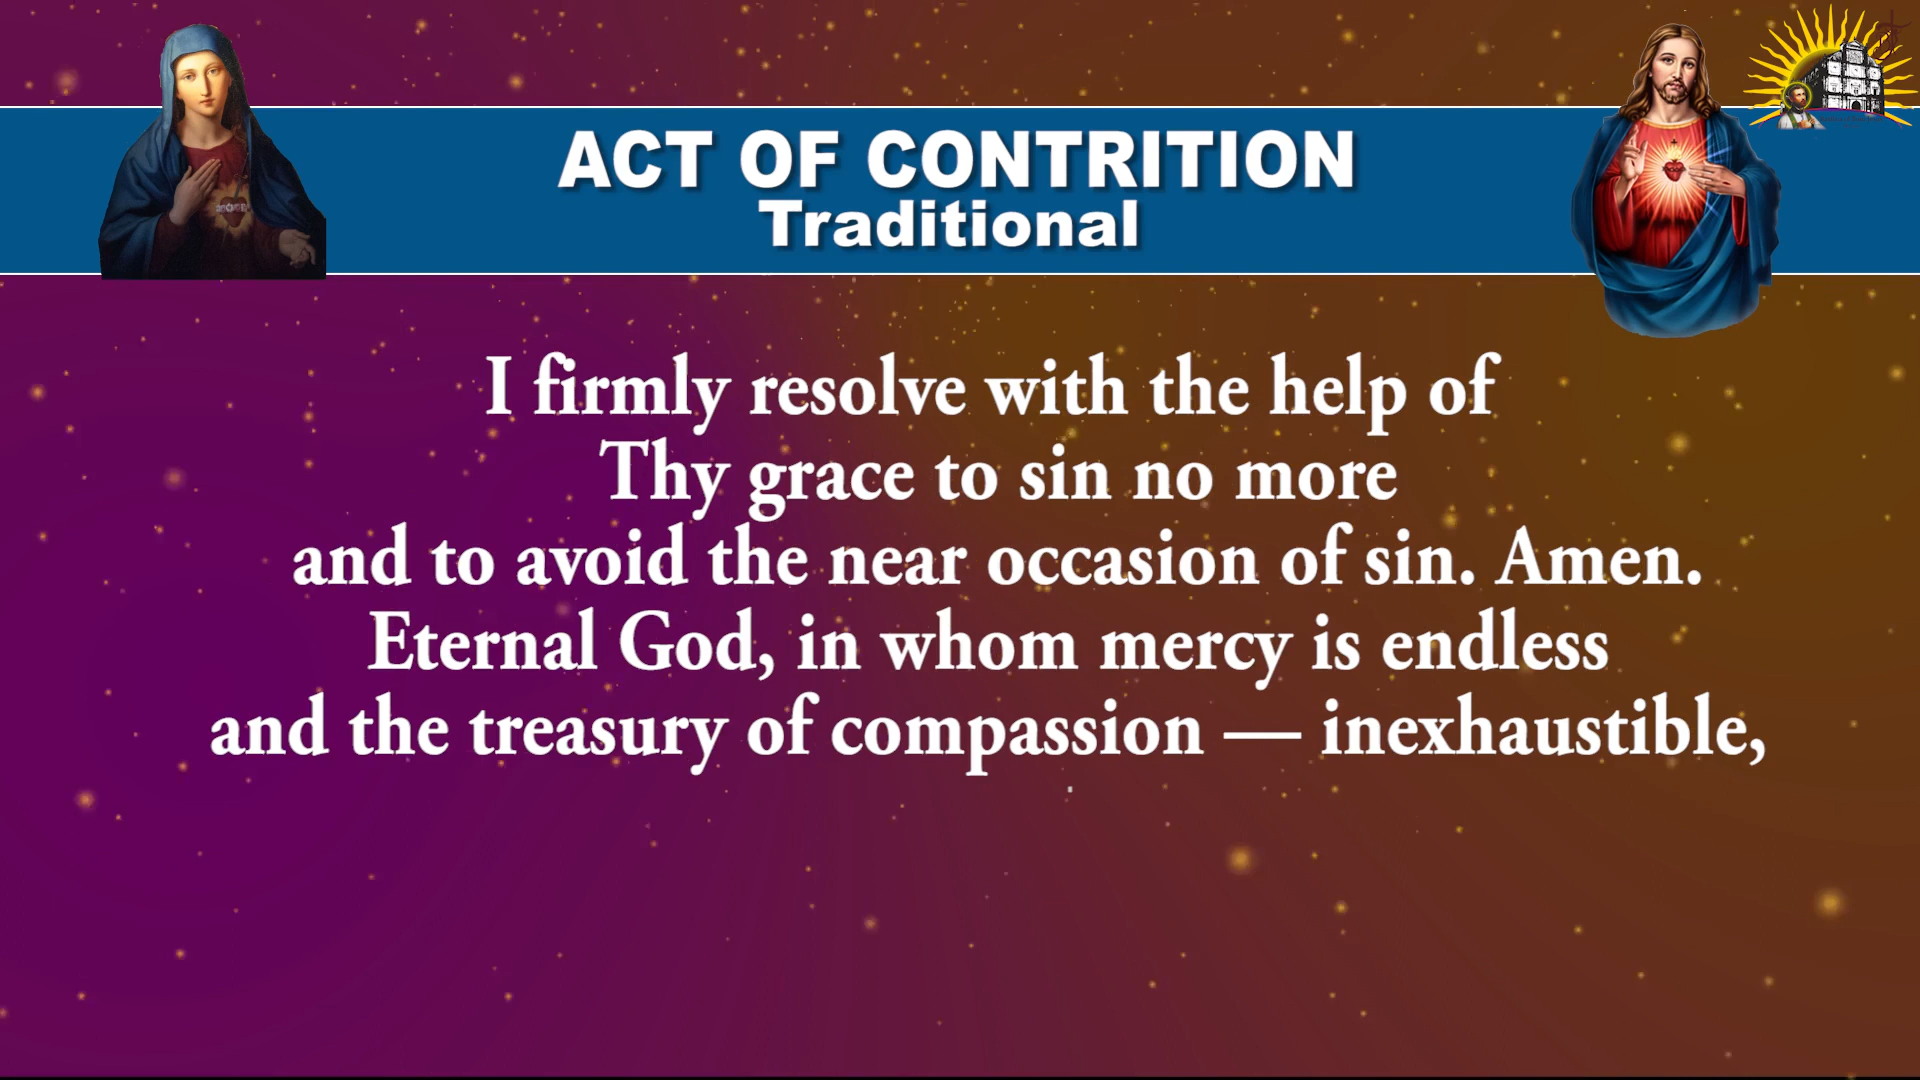 ACT OF CONTRITION
Traditional
I firmly resolve with the help of
Thy grace to sin no more
and to avoid the near occasion of sin. Amen.
Eternal God, in whom mercy is endless
and the treasury of compassion — inexhaustible,